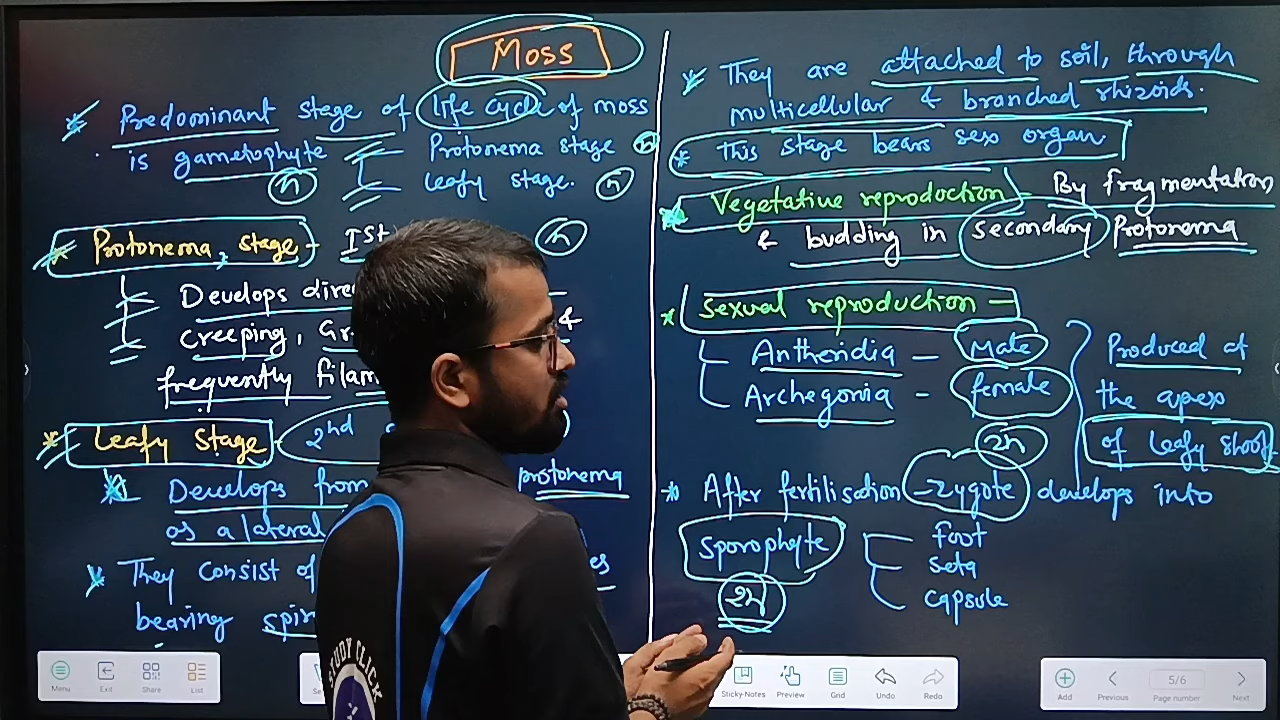 Moss
* Predominant stage of life cycle of moss
is gametophyte
Protonema stage n
n
leafy stage. n
* Protonema stage - Ist
n
Develops
creeping,
&
frequently
* Leafy stage - 2nd
Develops from
protonema
as a lateral
* They consist of
bearing
* They are attached to soil, through
multicellular & branched rhizoids.
* This stage bears sex organ.
* Vegetative reproduction - By fragmentation
& budding in secondary Protonema
* Sexual reproduction -
Antheridia - Male
Archegonia - female
Produced at
the apex
of leafy shoot
2n
* After fertilisation - zygote develops into
Sporophyte
foot
seta
capsule
2n
STUDY CLICK
Menu
Exit
Share
List
Sticky-Notes
Preview
Grid
Undo
Redo
Add
Previous
5/6
Page number
Next